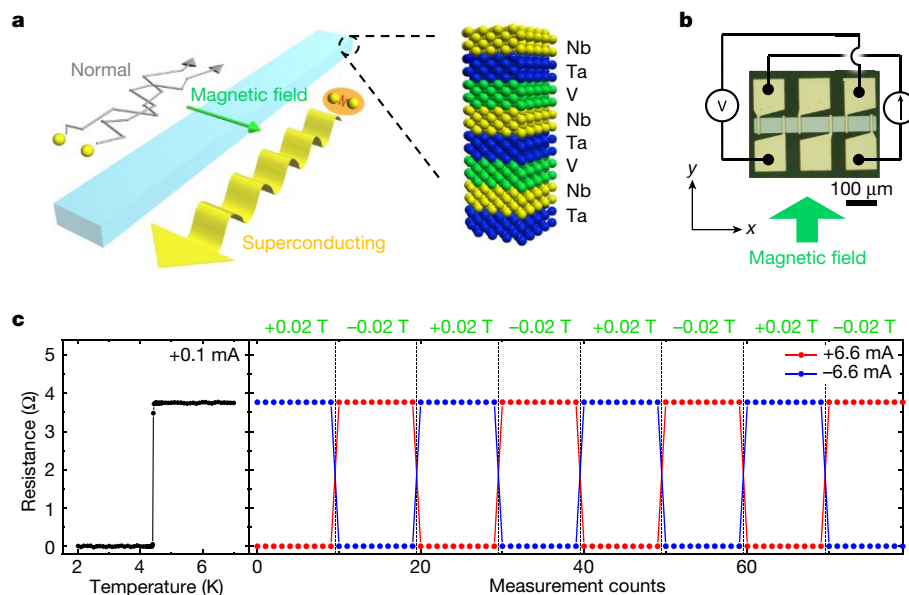 a
Normal
Magnetic field
Superconducting
Nb
Ta
V
Nb
Ta
V
Nb
Ta
b
V
y
x
100 μm
Magnetic field
c
+0.02 T −0.02 T +0.02 T −0.02 T +0.02 T −0.02 T +0.02 T −0.02 T
+0.1 mA
+6.6 mA
−6.6 mA
Resistance (Ω)
5
4
3
2
1
0
2 4 6
Temperature (K)
0 20 40 60
Measurement counts